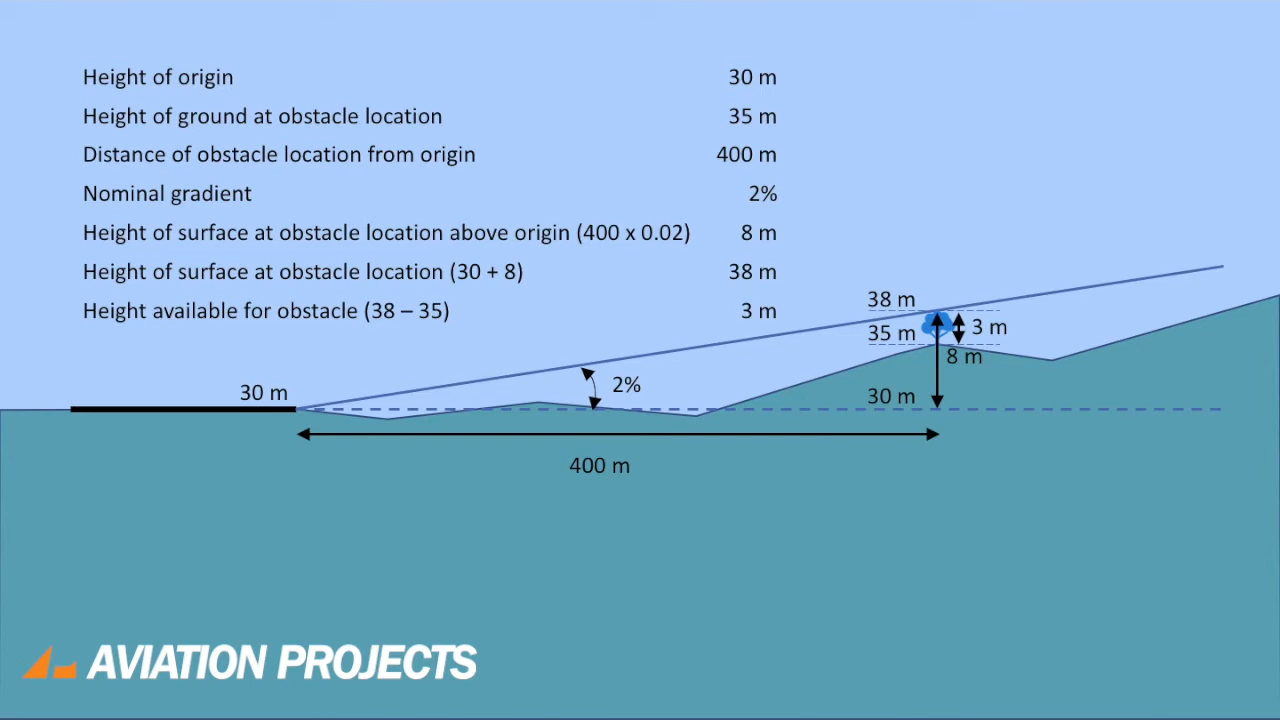 Height of origin 30 m
Height of ground at obstacle location 35 m
Distance of obstacle location from origin 400 m
Nominal gradient 2%
Height of surface at obstacle location above origin (400 x 0.02) 8 m
Height of surface at obstacle location (30 + 8) 38 m
Height available for obstacle (38 – 35) 3 m
38 m
35 m
3 m
8 m
30 m
2%
30 m
400 m
AVIATION PROJECTS